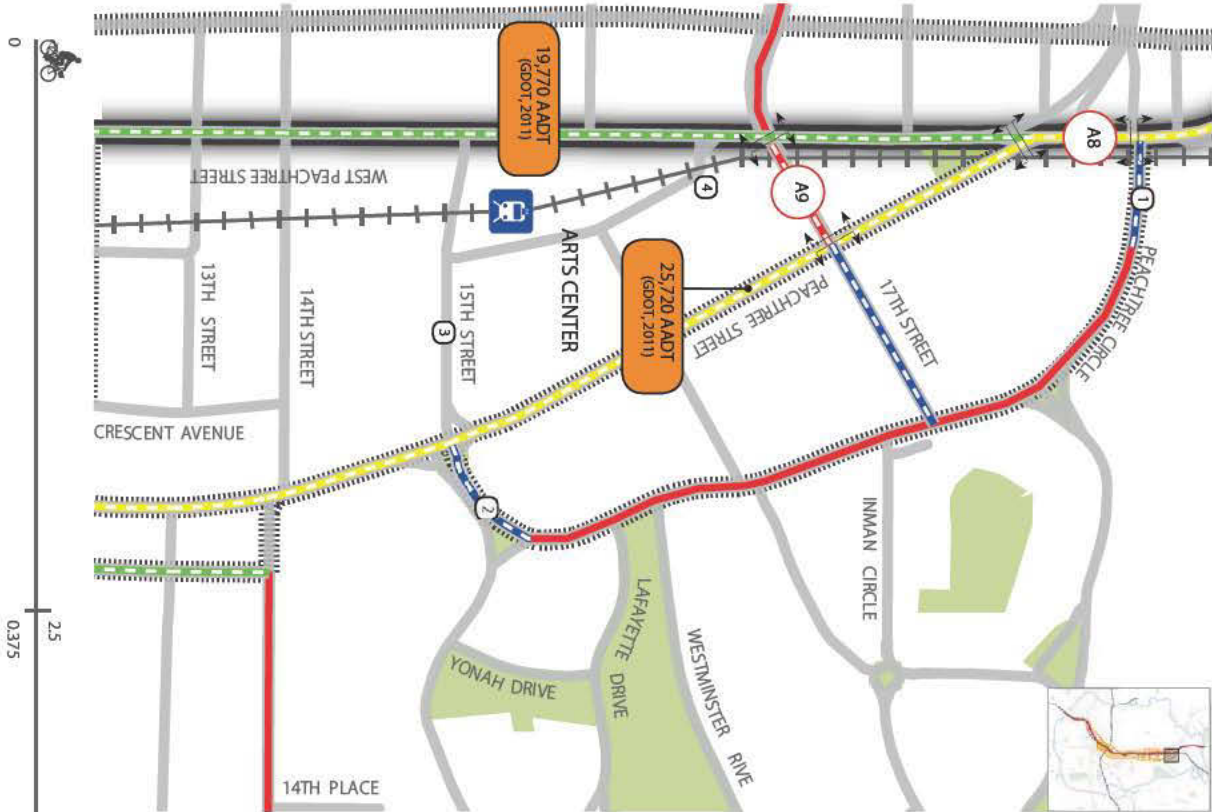 0
19,770 AADT
(GDOT, 2011)
A8
WEST PEACHTREE STREET
A9
4
1
ARTS CENTER
25,720 AADT
(GDOT, 2011)
PEACHTREE STREET
17TH STREET
PEACHTREE CIRCLE
13TH STREET
14TH STREET
15TH STREET
3
CRESCENT AVENUE
2
INMAN CIRCLE
LAFAYETTE DRIVE
WESTMINSTER RIVE
YONAH DRIVE
2.5
0.375
14TH PLACE